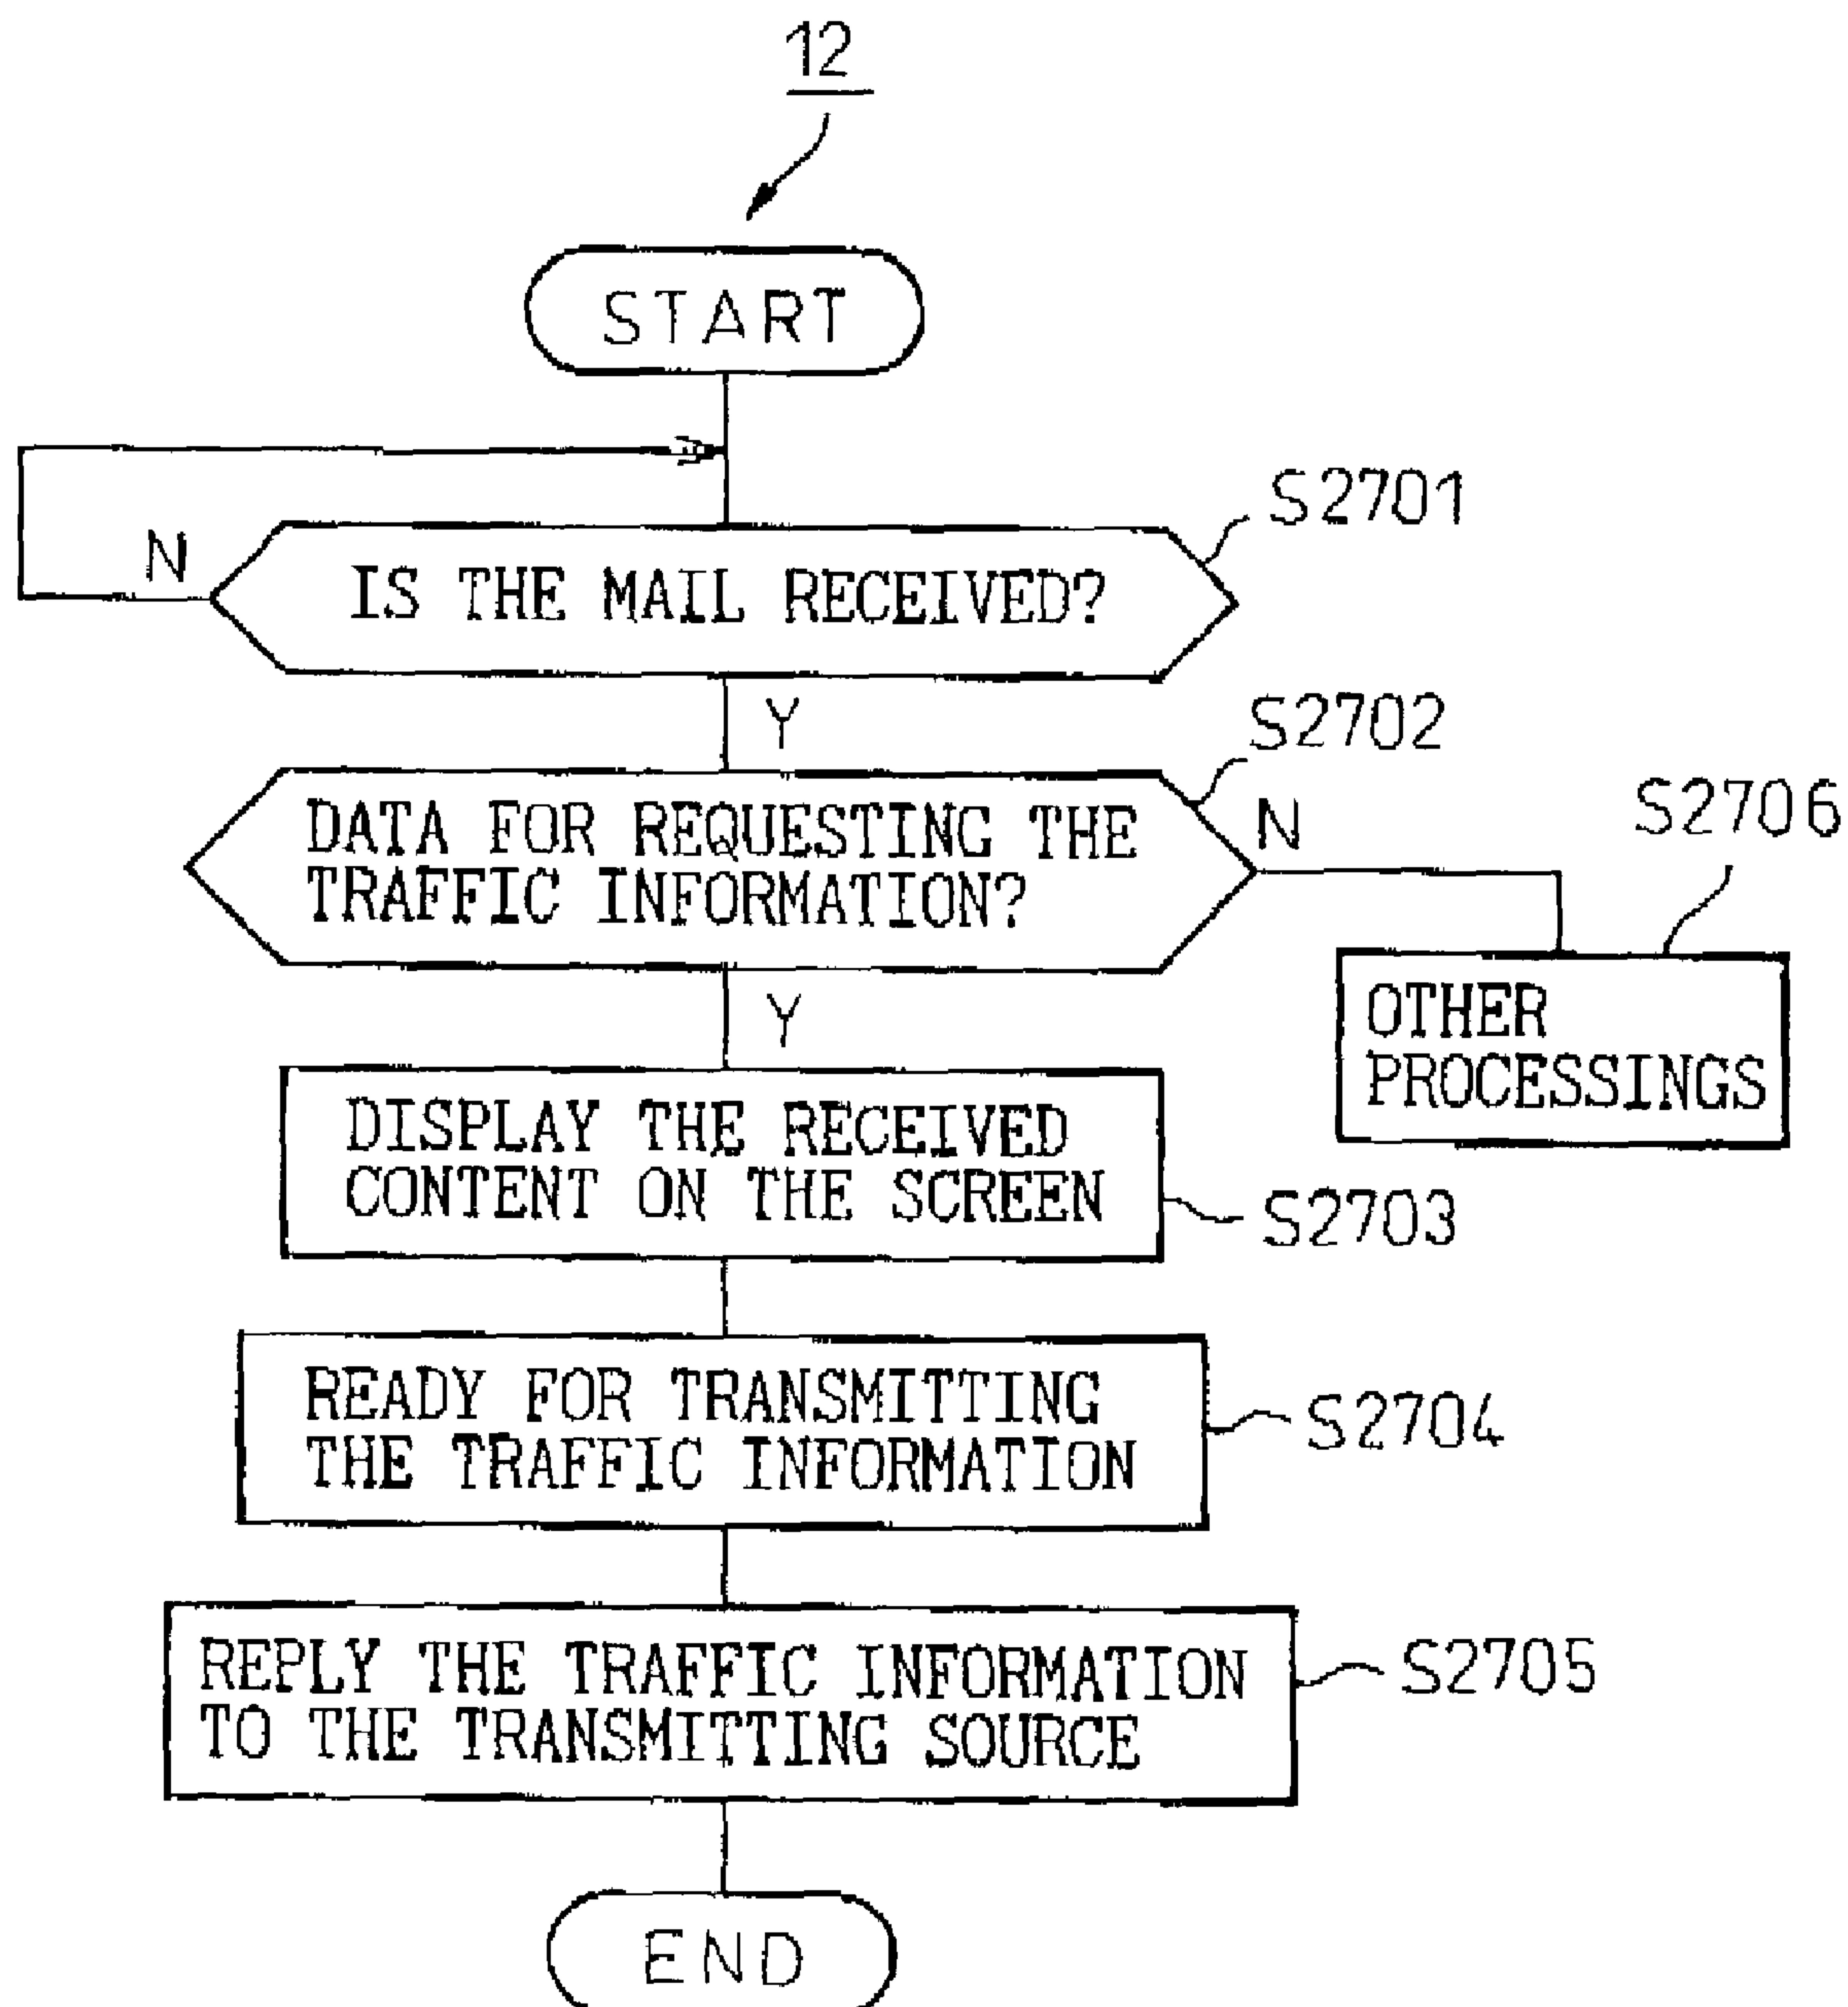 12
START
N
S2701
IS THE MAIL RECEIVED?
Y
S2702
DATA FOR REQUESTING THE
TRAFFIC INFORMATION?
N
S2706
OTHER
PROCESSINGS
Y
DISPLAY THE RECEIVED
CONTENT ON THE SCREEN
S2703
READY FOR TRANSMITTING
THE TRAFFIC INFORMATION
S2704
REPLY THE TRAFFIC INFORMATION
TO THE TRANSMITTING SOURCE
S2705
END